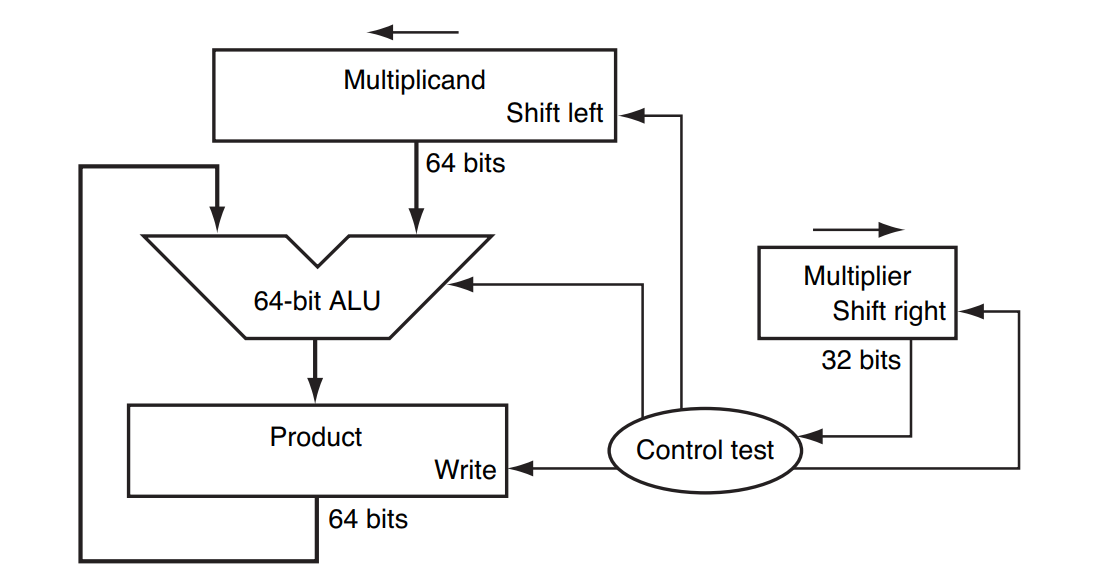 Multiplicand
Shift left
64 bits
Multiplier
Shift right
64-bit ALU
32 bits
Product
Control test
Write
64 bits